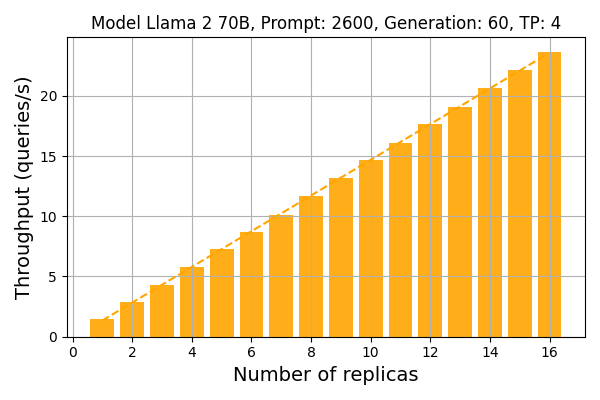 Model Llama 2 70B, Prompt: 2600, Generation: 60, TP: 4
Throughput (queries/s)
20
15
10
5
0
0 2 4 6 8 10 12 14 16
Number of replicas